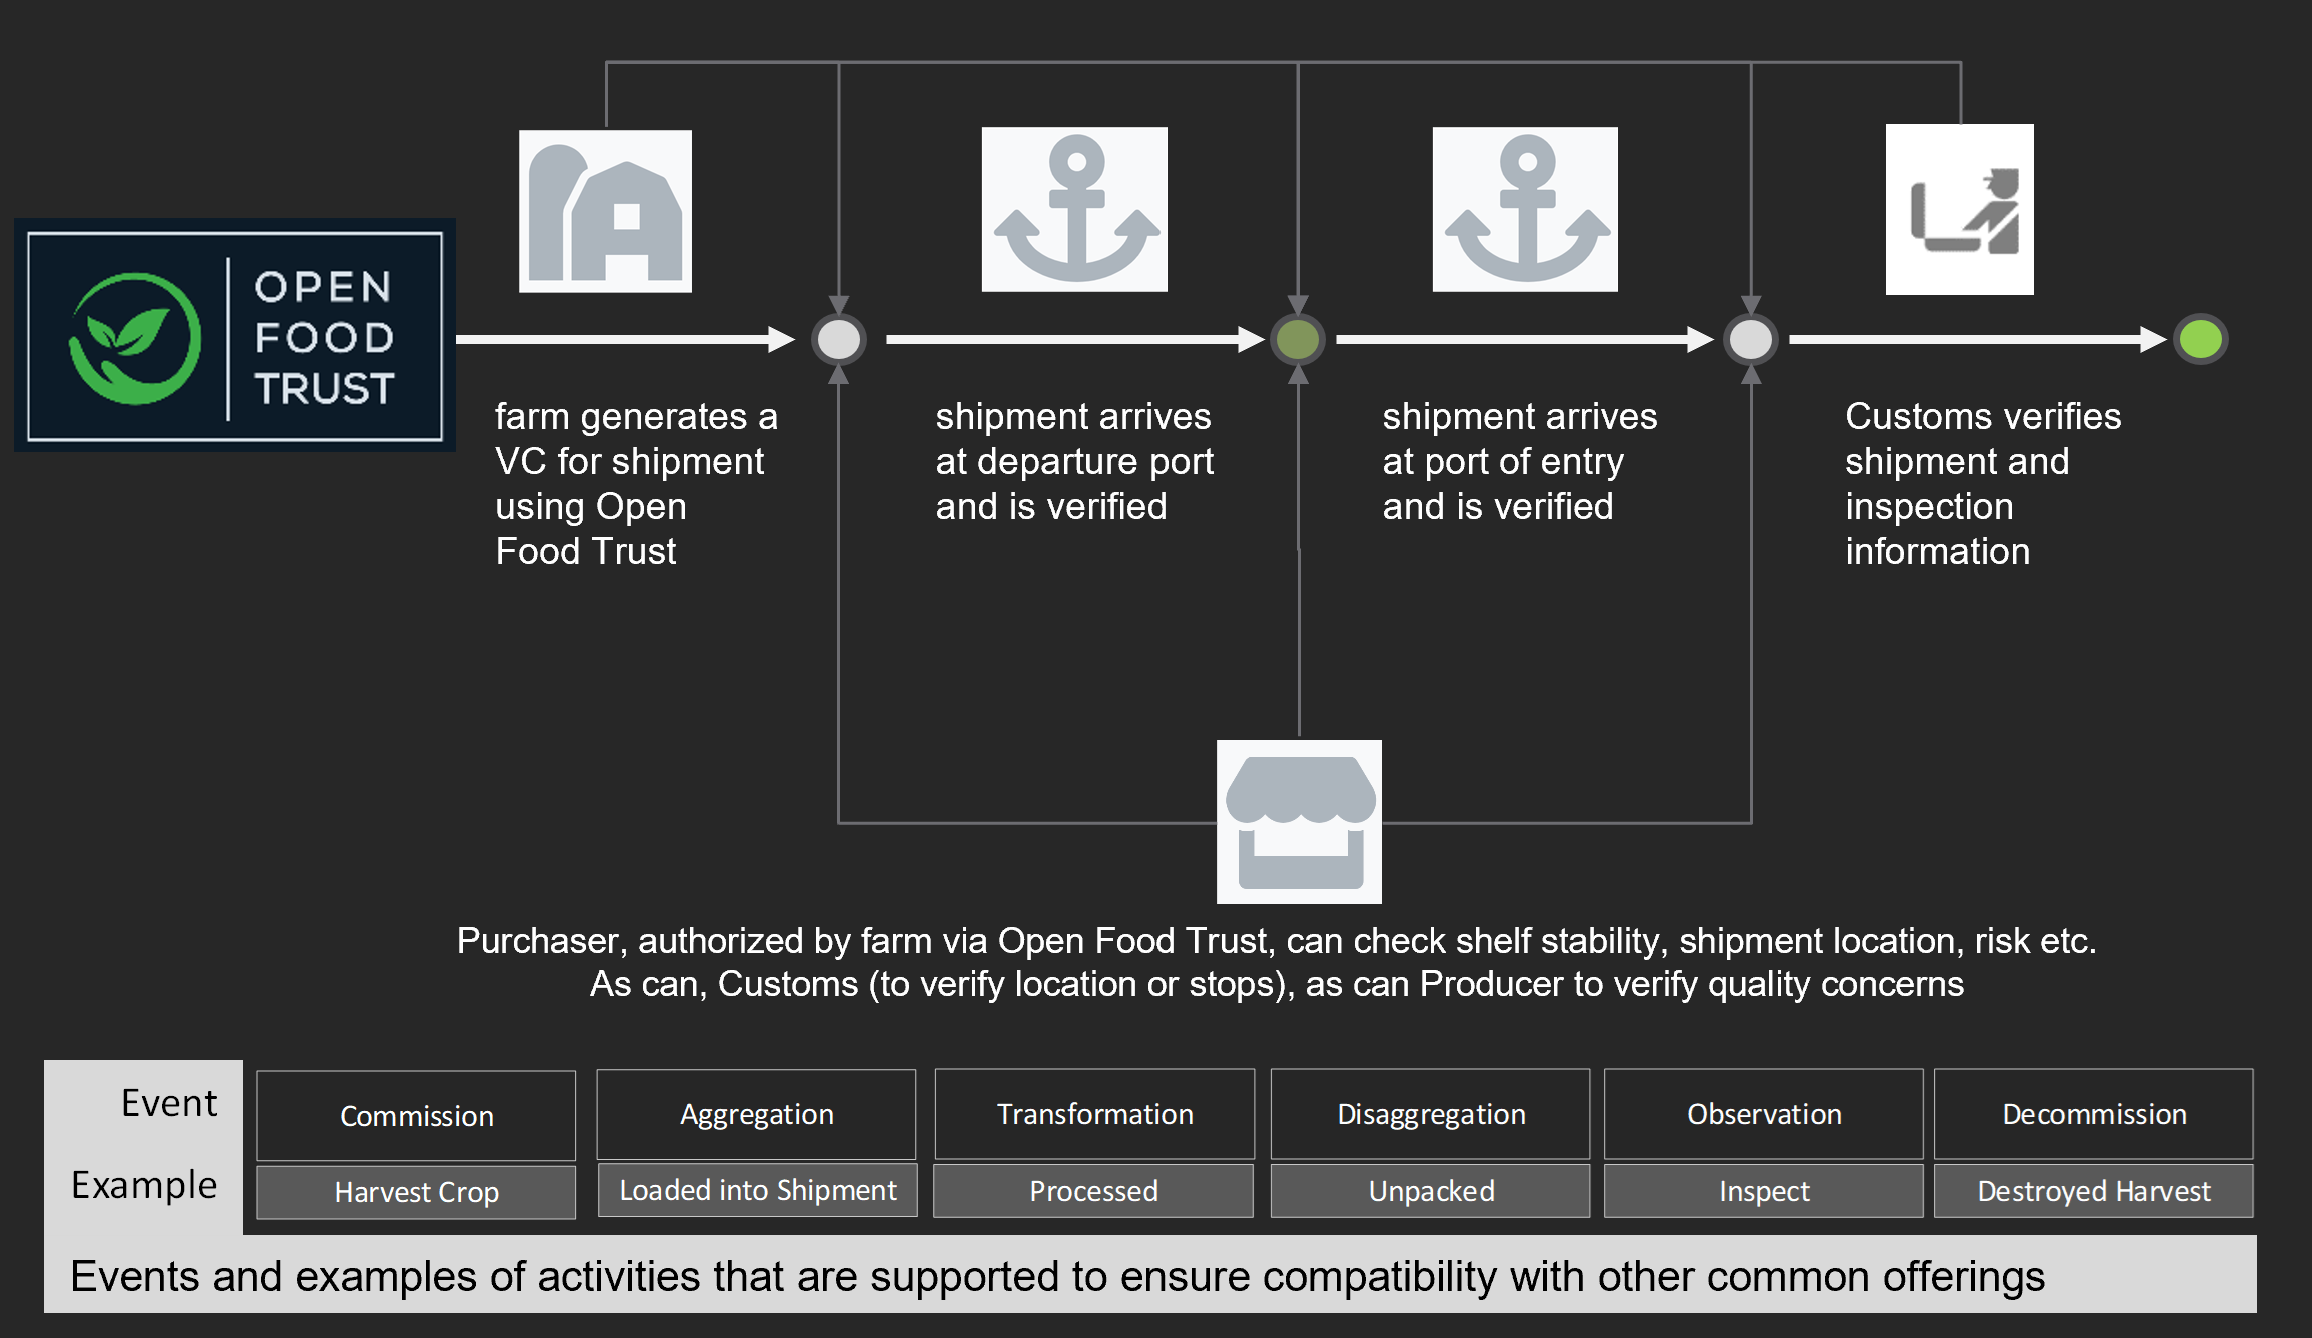 OPEN
FOOD
TRUST
farm generates a
VC for shipment
using Open
Food Trust
shipment arrives
at departure port
and is verified
shipment arrives
at port of entry
and is verified
Customs verifies
shipment and
inspection
information
Purchaser, authorized by farm via Open Food Trust, can check shelf stability, shipment location, risk etc.
As can, Customs (to verify location or stops), as can Producer to verify quality concerns
Event
Commission
Aggregation
Transformation
Disaggregation
Observation
Decommission
Example
Harvest Crop
Loaded into Shipment
Processed
Unpacked
Inspect
Destroyed Harvest
Events and examples of activities that are supported to ensure compatibility with other common offerings